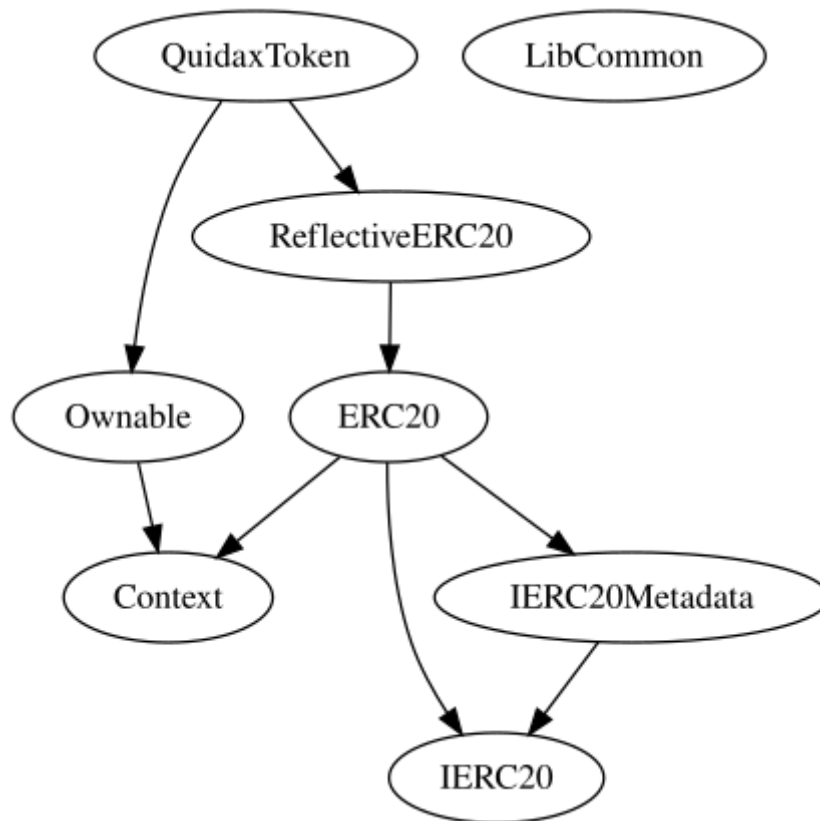 QuidaxToken
LibCommon
ReflectiveERC20
Ownable
ERC20
Context
IERC20Metadata
IERC20